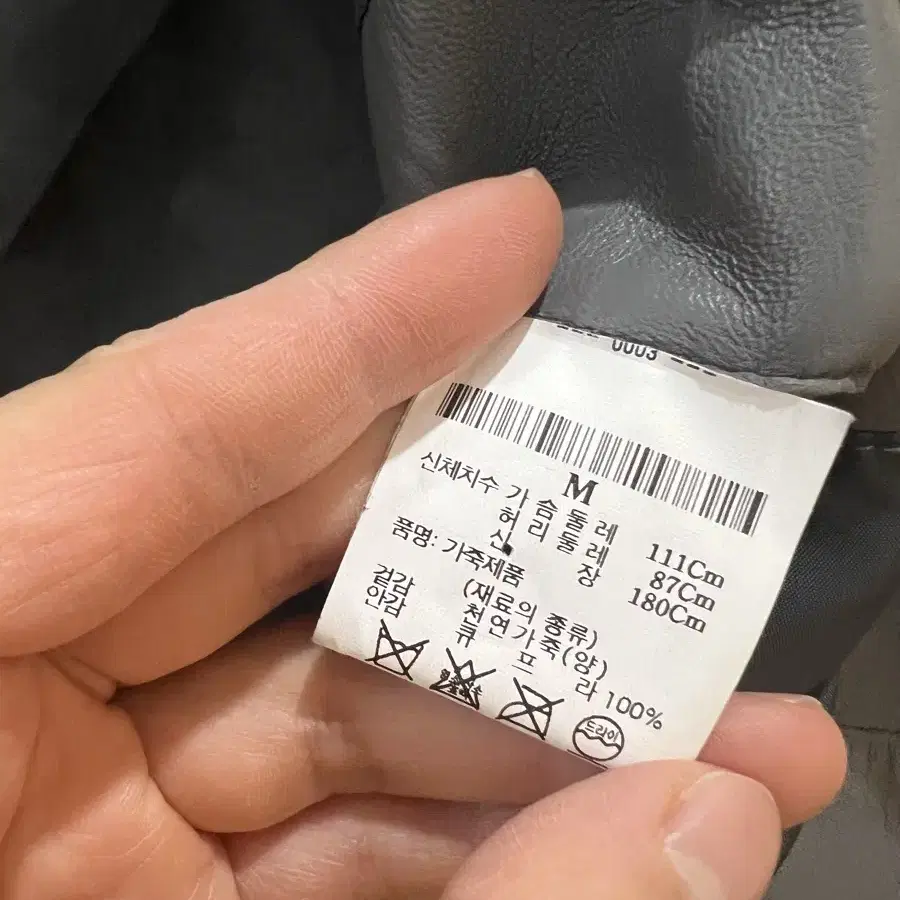 0003
M
신체치수 가슴둘레 111Cm
허리둘레 87Cm
신장 180Cm
품명: 가죽제품
(재료의 종류)
겉감 천연가죽(양)
안감 큐프라 100%
드라이